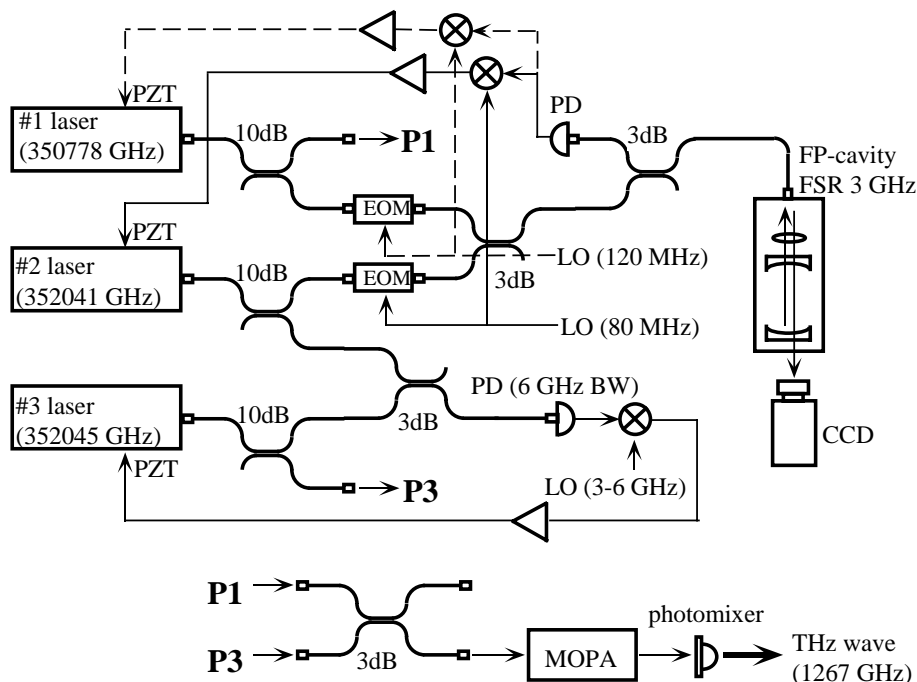 PZT
#1 laser
(350778 GHz)
10dB
P1
PD
3dB
FP-cavity
FSR 3 GHz
EOM
PZT
#2 laser
(352041 GHz)
10dB
EOM
3dB
LO (120 MHz)
LO (80 MHz)
#3 laser
(352045 GHz)
10dB
3dB
PD (6 GHz BW)
CCD
PZT
P3
LO (3-6 GHz)
P1
P3
3dB
MOPA
photomixer
THz wave
(1267 GHz)